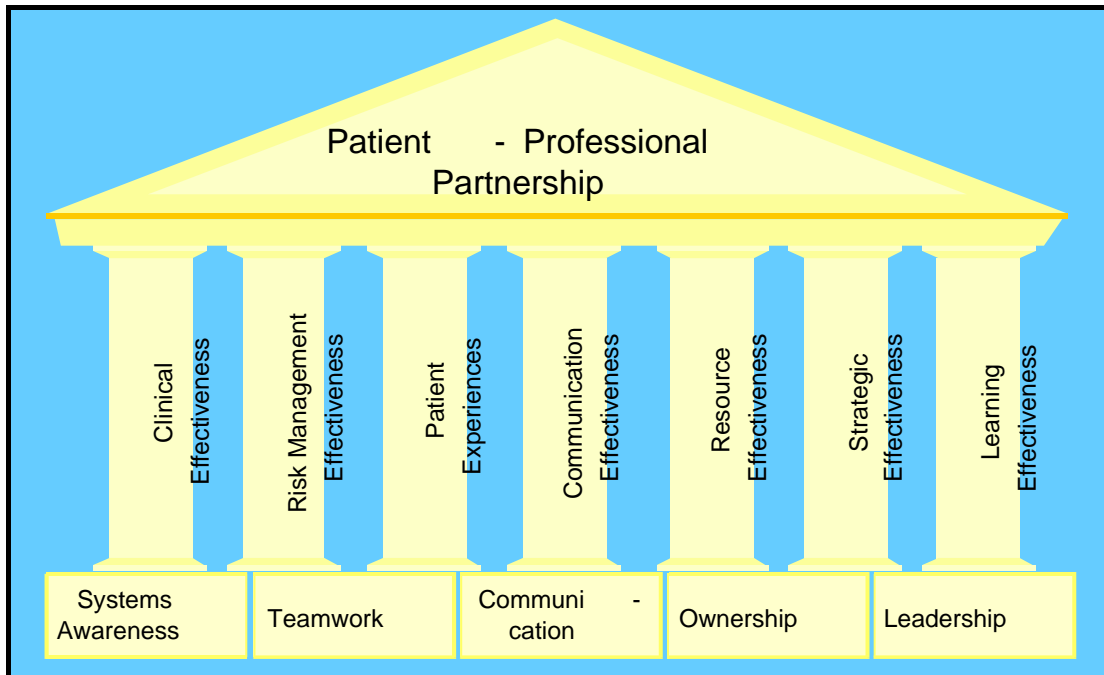 Patient - Professional
Partnership
Clinical
Effectiveness
Risk Management
Effectiveness
Patient
Experiences
Communication
Effectiveness
Resource
Effectiveness
Strategic
Effectiveness
Learning
Effectiveness
Systems
Awareness
Teamwork
Communi -
cation
Ownership
Leadership